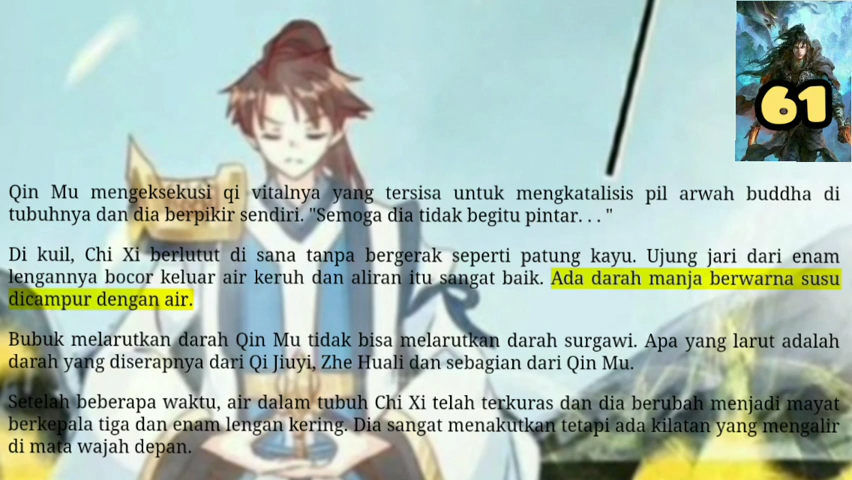 61
Qin Mu mengeksekusi qi vitalnya yang tersisa untuk mengkatalisis pil arwah buddha di
tubuhnya dan dia berpikir sendiri. "Semoga dia tidak begitu pintar. . . "
Di kuil, Chi Xi berlutut di sana tanpa bergerak seperti patung kayu. Ujung jari dari enam
lengannya bocor keluar air keruh dan aliran itu sangat baik. Ada darah manja berwarna susu
dicampur dengan air.
Bubuk melarutkan darah Qin Mu tidak bisa melarutkan darah surgawi. Apa yang larut adalah
darah yang diserapnya dari Qi Jiuyi, Zhe Huali dan sebagian dari Qin Mu.
Setelah beberapa waktu, air dalam tubuh Chi Xi telah terkuras dan dia berubah menjadi mayat
berkepala tiga dan enam lengan kering. Dia sangat menakutkan tetapi ada kilatan yang mengalir
di mata wajah depan.